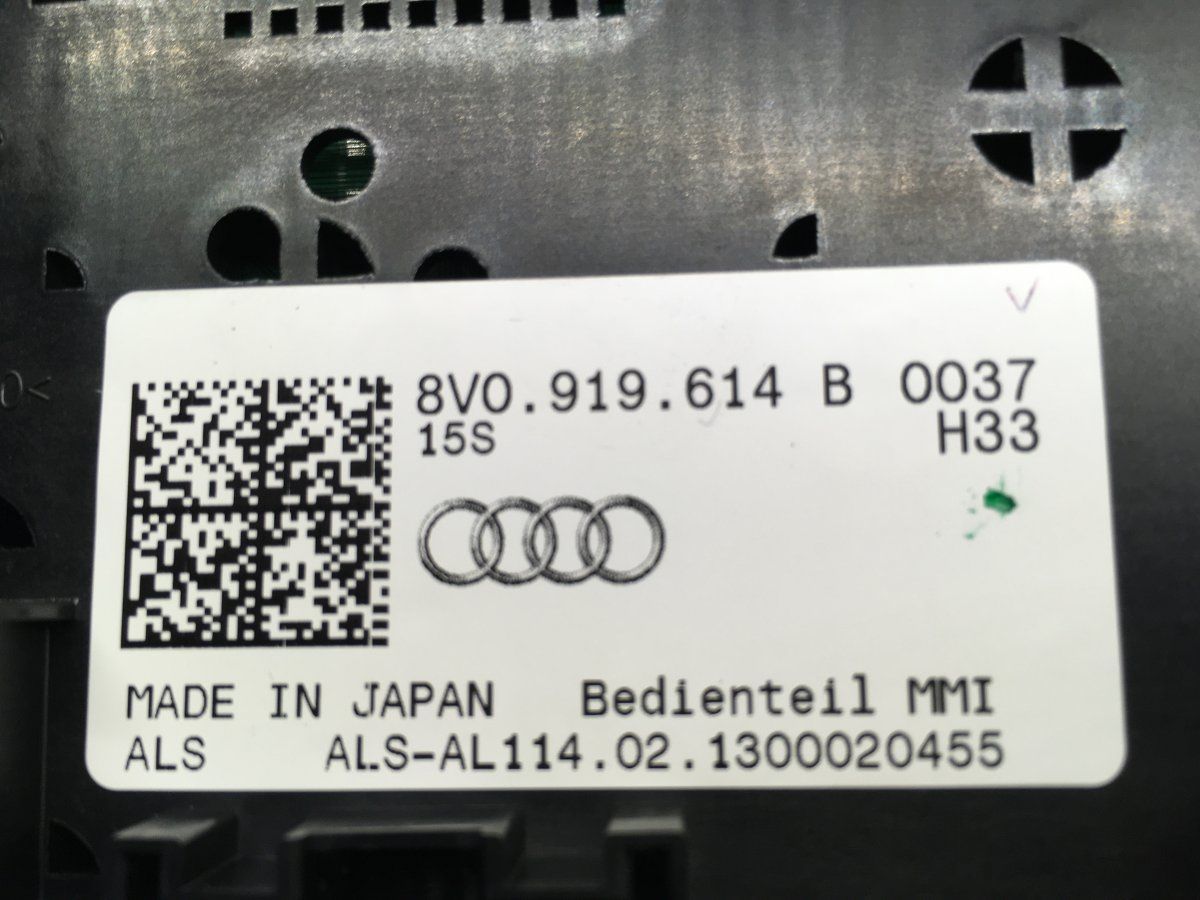 8V0.919.614 B 0037
15S H33
MADE IN JAPAN Bedienteil MMI
ALS ALS-AL114.02.1300020455